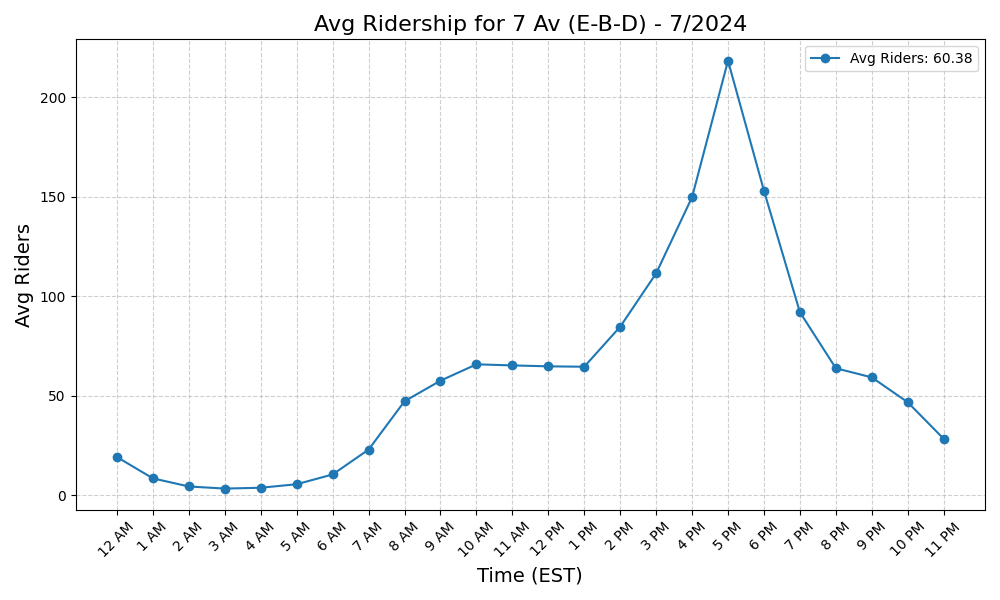 Avg Ridership for 7 Av (E-B-D) - 7/2024
Avg Riders: 60.38
Avg Riders
200
150
100
50
0
12 AM
1 AM
2 AM
3 AM
4 AM
5 AM
6 AM
7 AM
8 AM
9 AM
10 AM
11 AM
12 PM
1 PM
2 PM
3 PM
4 PM
5 PM
6 PM
7 PM
8 PM
9 PM
10 PM
11 PM
Time (EST)